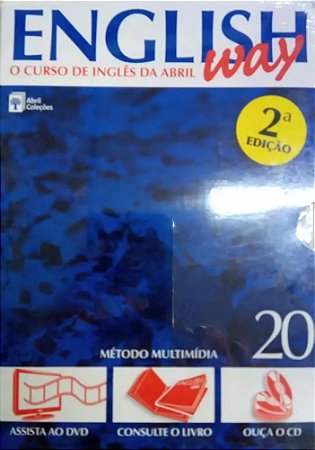 ENGLISH
way
O CURSO DE INGLÊS DA ABRIL
Abril
Coleções
2ª
EDIÇÃO
20
MÉTODO MULTIMÍDIA
ASSISTA AO DVD
CONSULTE O LIVRO
OUÇA O CD